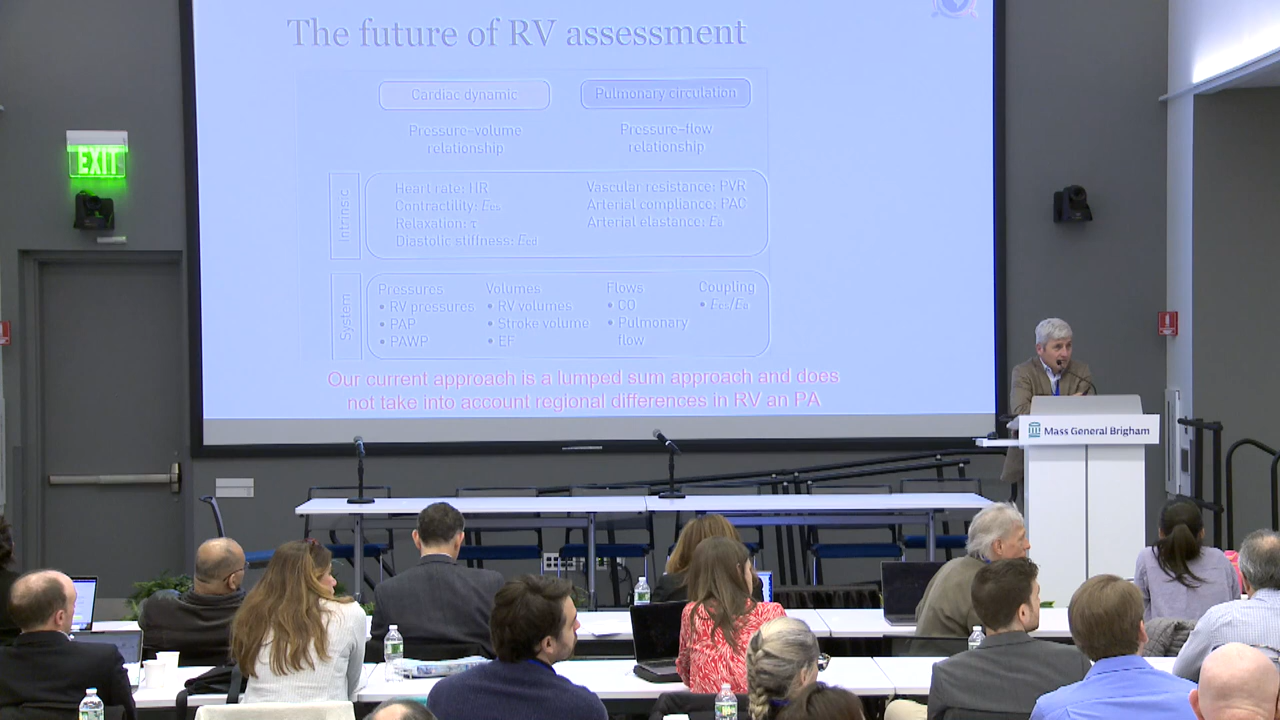 The future of RV assessment
Cardiac dynamic
Pulmonary circulation
Pressure-volume
relationship
Pressure-flow
relationship
Intrinsic
Heart rate: HR
Contractility: Ees
Relaxation: τ
Diastolic stiffness: Eed
Vascular resistance: PVR
Arterial compliance: PAC
Arterial elastance: Ea
System
Pressures
• RV pressures
• PAP
• PAWP
Volumes
• RV volumes
• Stroke volume
• EF
Flows
• CO
• Pulmonary
flow
Coupling
• Ees/Ea
Our current approach is a lumped sum approach and does
not take into account regional differences in RV an PA
EXIT
Mass General Brigham